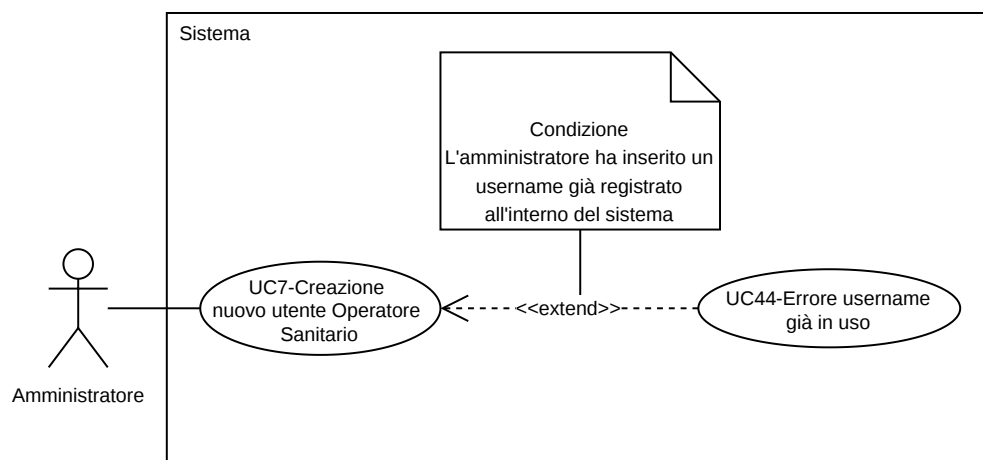 Sistema
Condizione
L'amministratore ha inserito un
username già registrato
all'interno del sistema
UC7-Creazione
nuovo utente Operatore
Sanitario
<<extend>>
UC44-Errore username
già in uso
Amministratore